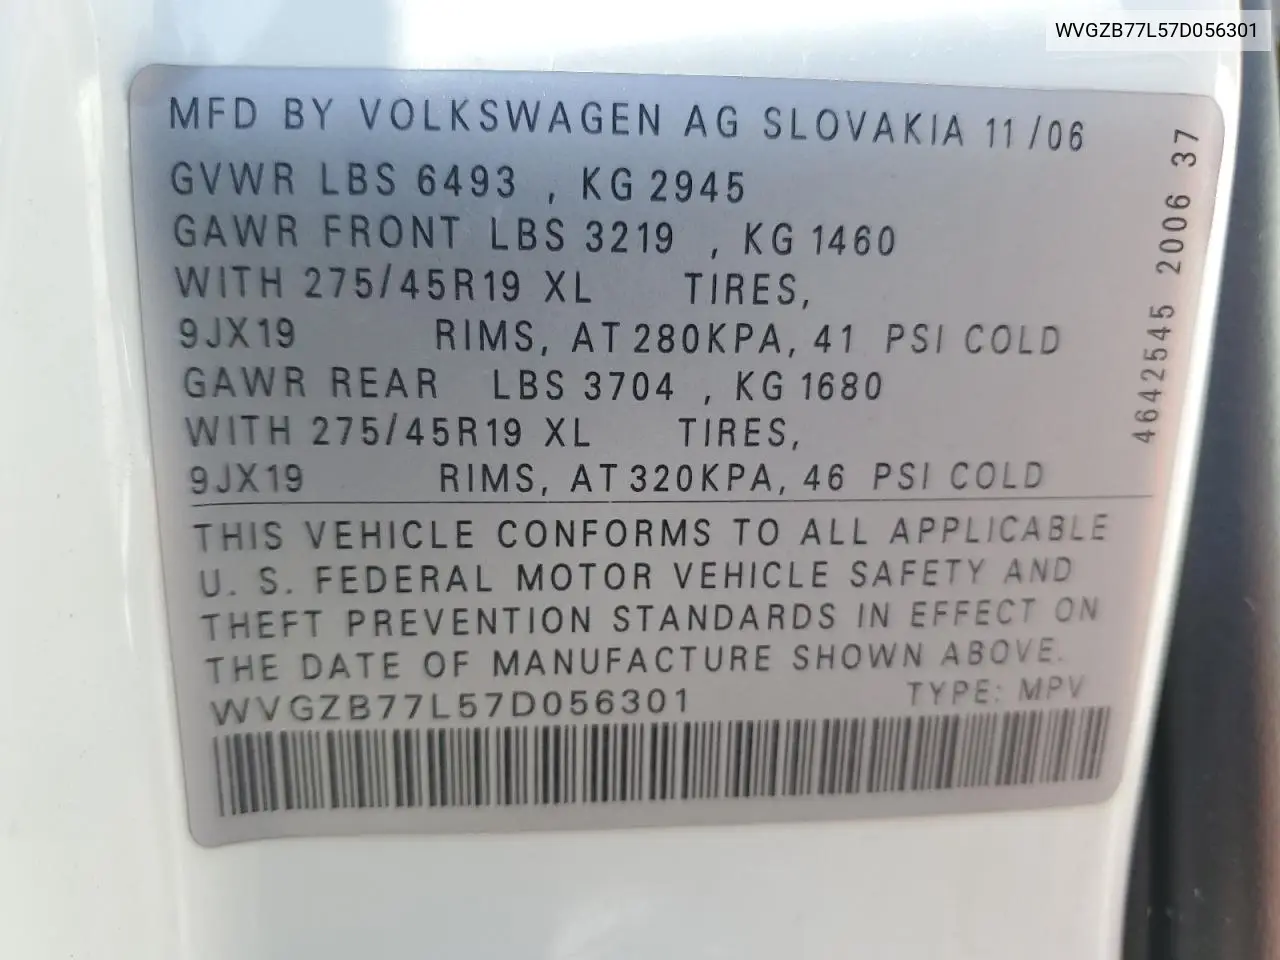 WVGZB77L57D056301
MFD BY VOLKSWAGEN AG SLOVAKIA 11/06
GVWR LBS 6493 , KG 2945
GAWR FRONT LBS 3219 , KG 1460
WITH 275/45R19 XL TIRES,
9JX19 RIMS, AT 280KPA, 41 PSI COLD
GAWR REAR LBS 3704 , KG 1680
WITH 275/45R19 XL TIRES,
9JX19 RIMS, AT 320KPA, 46 PSI COLD
THIS VEHICLE CONFORMS TO ALL APPLICABLE
U. S. FEDERAL MOTOR VEHICLE SAFETY AND
THEFT PREVENTION STANDARDS IN EFFECT ON
THE DATE OF MANUFACTURE SHOWN ABOVE.
WVGZB77L57D056301 TYPE: MPV
4642545 2006 37